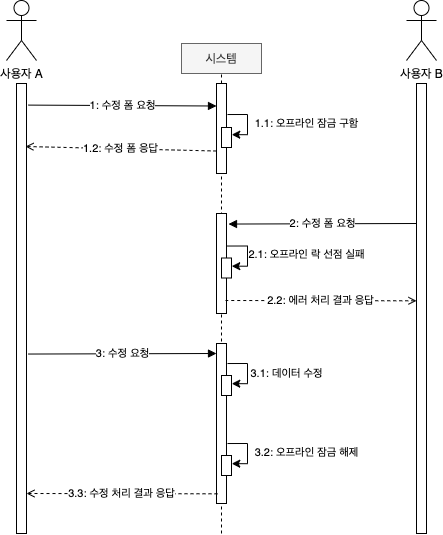 시스템
사용자 A
사용자 B
1: 수정 폼 요청
1.1: 오프라인 잠금 구함
1.2: 수정 폼 응답
2: 수정 폼 요청
2.1: 오프라인 락 선점 실패
2.2: 에러 처리 결과 응답
3: 수정 요청
3.1: 데이터 수정
3.2: 오프라인 잠금 해제
3.3: 수정 처리 결과 응답